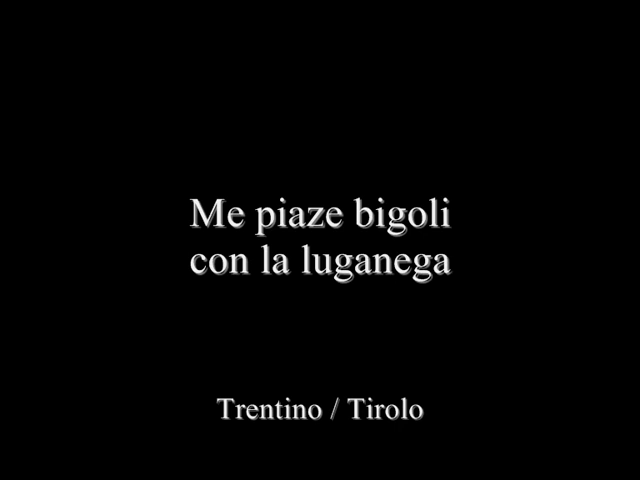 Me piaze bigoli
con la luganega
Trentino / Tirolo